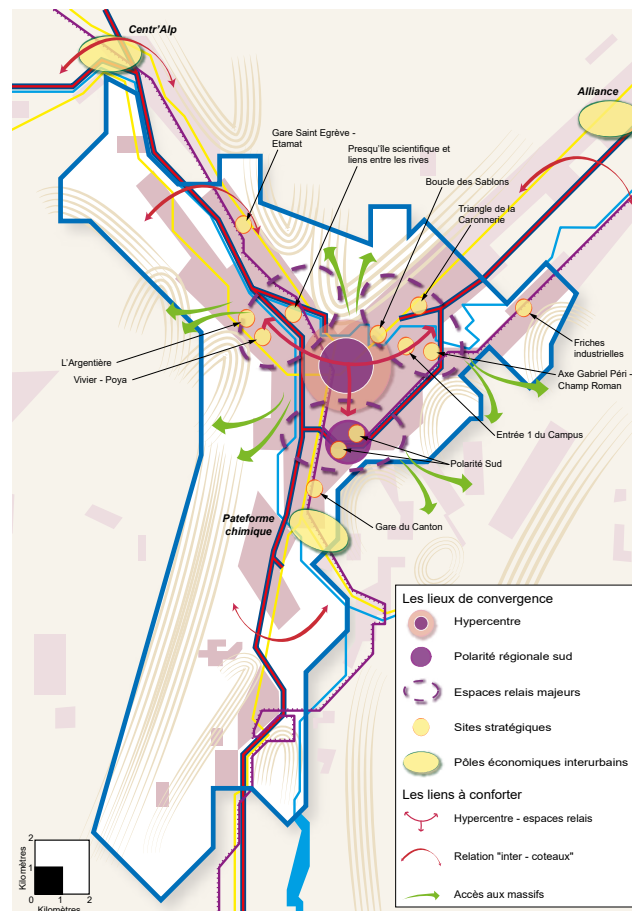 Centr'Alp
Alliance
Gare Saint Egrève -
Etamat
Presqu'île scientifique et
liens entre les rives
Boucle des Sablons
Triangle de la
Caronnerie
L'Argentière
Vivier - Poya
Friches
industrielles
Axe Gabriel Péri -
Champ Roman
Entrée 1 du Campus
Polarité Sud
Gare du Canton
Pateforme
chimique
Les lieux de convergence
Hypercentre
Polarité régionale sud
Espaces relais majeurs
Sites stratégiques
Pôles économiques interurbains
Les liens à conforter
Hypercentre - espaces relais
Relation "inter - coteaux"
Accès aux massifs
2
1
0
Kilomètres
0 1 2
Kilomètres